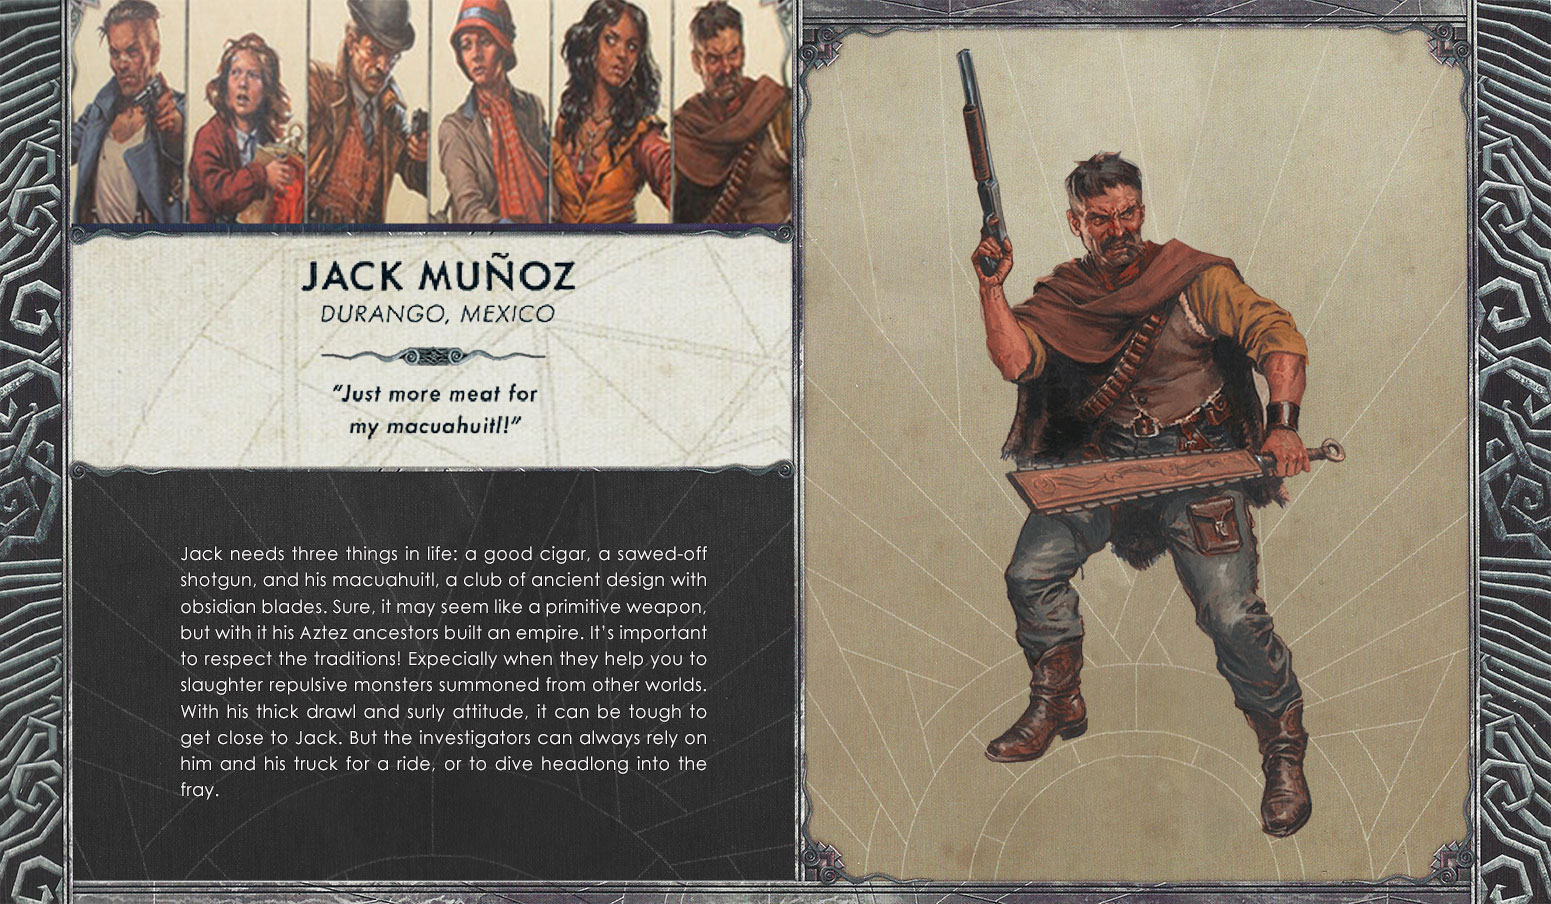 JACK MUÑOZ
DURANGO, MEXICO
"Just more meat for
my macuahuitl!"
Jack needs three things in life: a good cigar, a sawed-off
shotgun, and his macuahuitl, a club of ancient design with
obsidian blades. Sure, it may seem like a primitive weapon,
but with it his Aztez ancestors built an empire. It's important
to respect the traditions! Expecially when they help you to
slaughter repulsive monsters summoned from other worlds.
With his thick drawl and surly attitude, it can be tough to
get close to Jack. But the investigators can always rely on
him and his truck for a ride, or to dive headlong into the
fray.